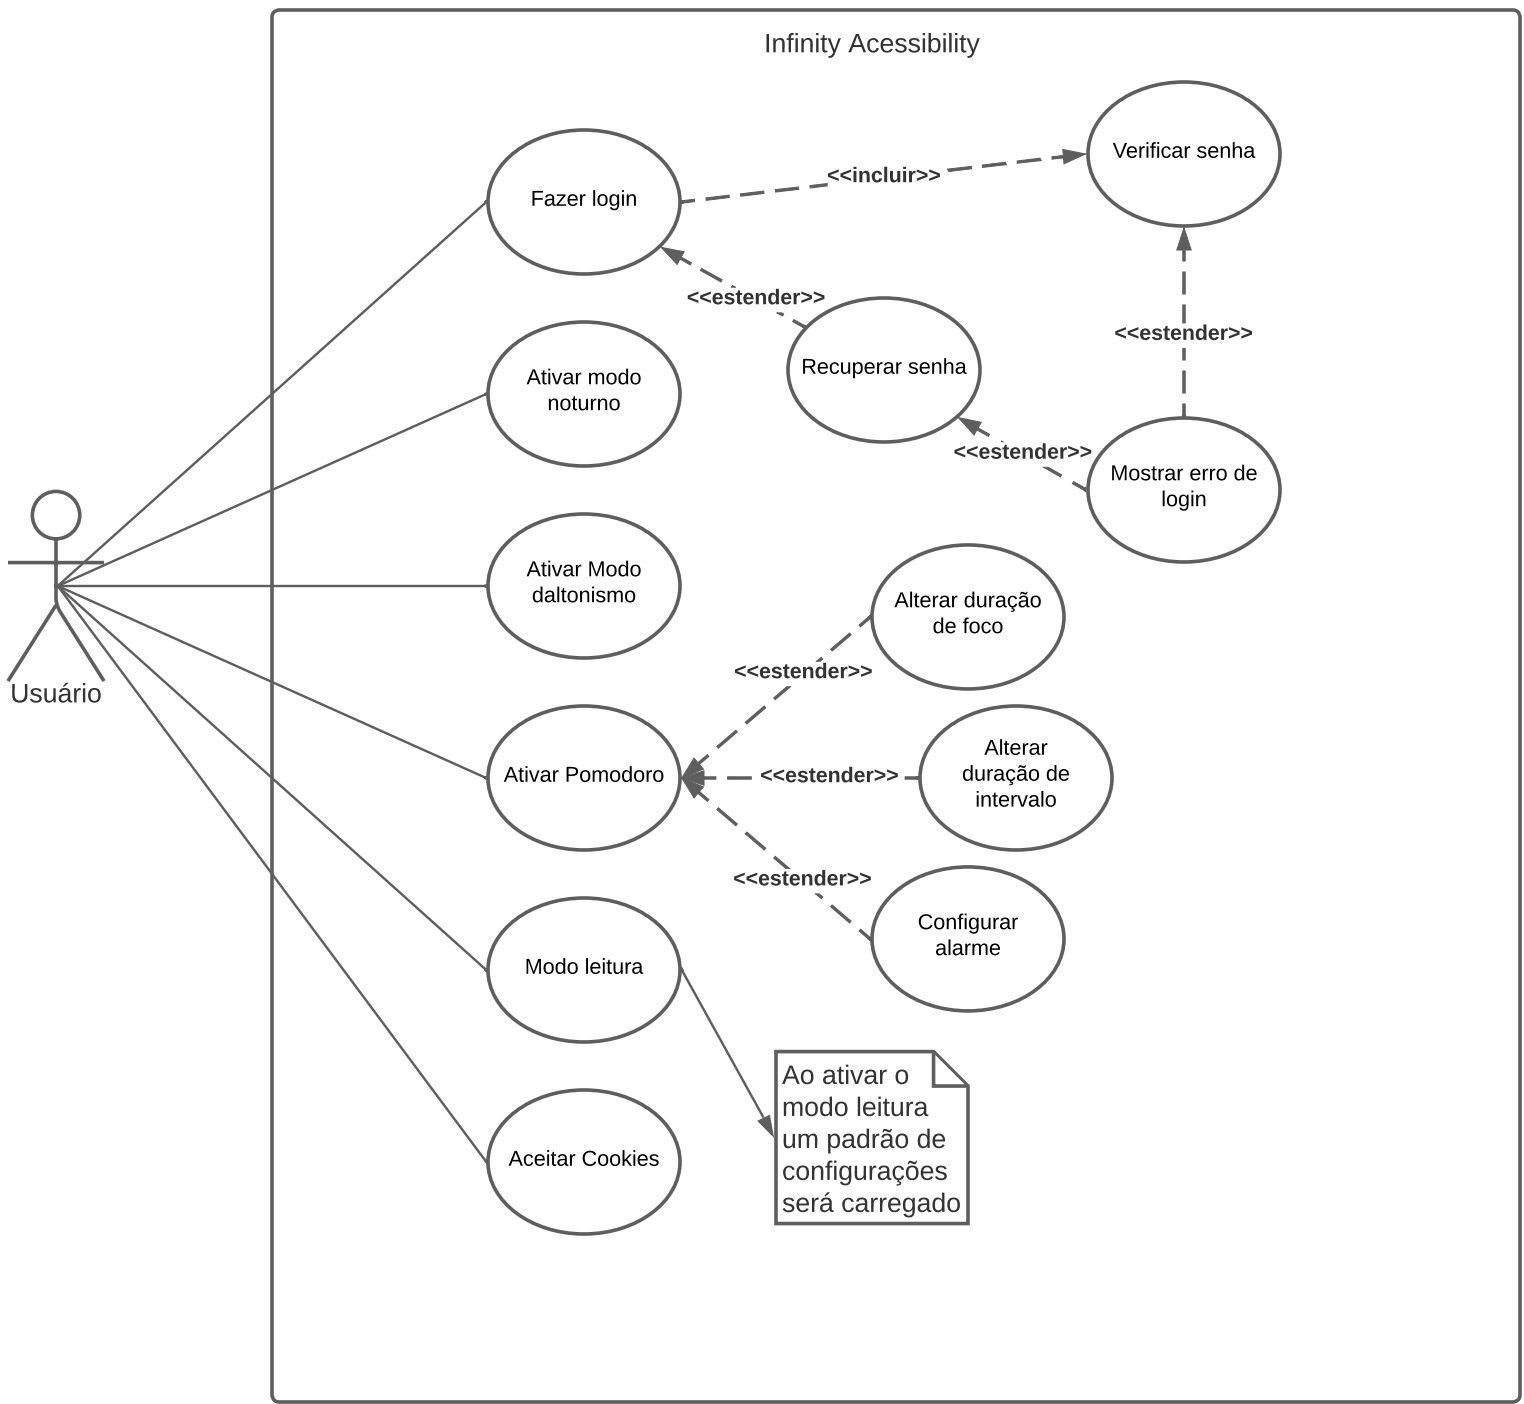 Infinity Acessibility
Verificar senha
<<incluir>>
Fazer login
<<estender>>
<<estender>>
Recuperar senha
Ativar modo
noturno
<<estender>>
Mostrar erro de
login
Ativar Modo
daltonismo
Alterar duração
de foco
<<estender>>
Usuário
Ativar Pomodoro
<<estender>>
Alterar
duração de
intervalo
<<estender>>
Configurar
alarme
Modo leitura
Ao ativar o
modo leitura
um padrão de
configurações
será carregado
Aceitar Cookies